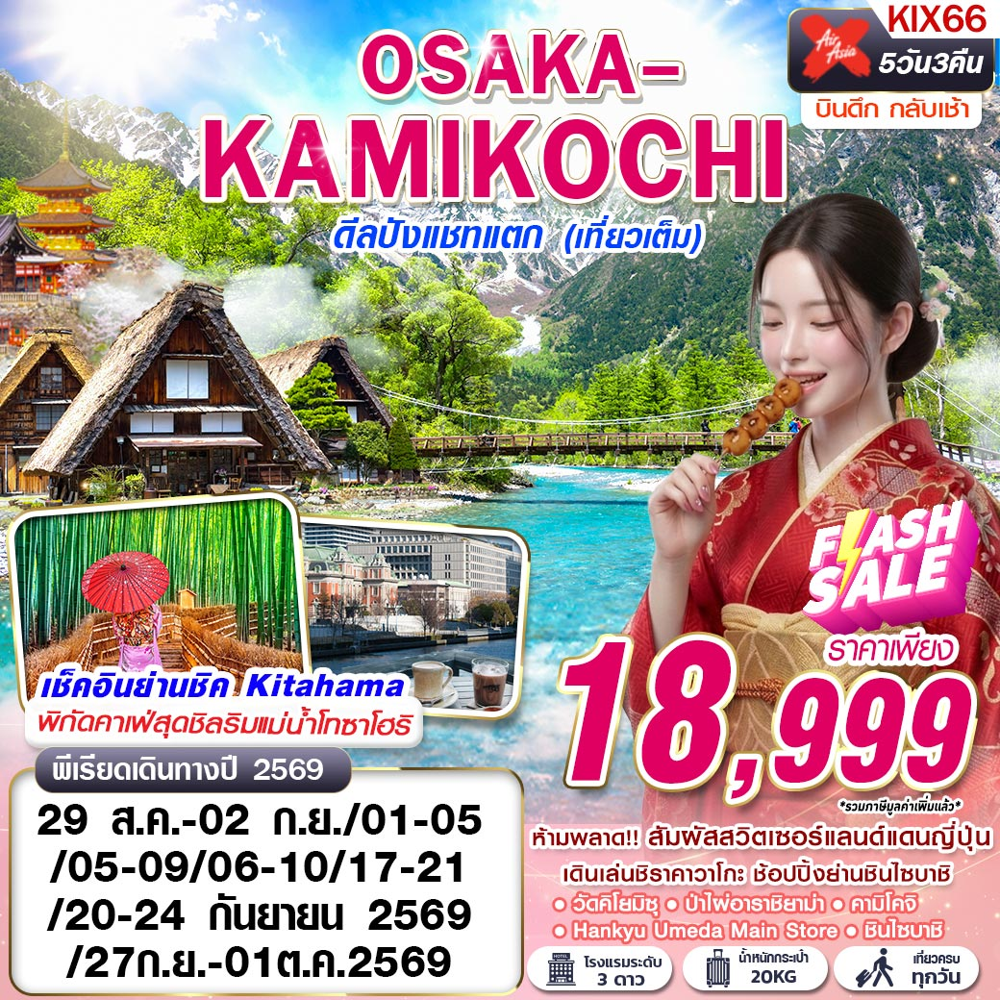 Air Asia X
KIX66
5วัน3คืน
บินดึก กลับเช้า
OSAKA–
KAMIKOCHI
ดีลปังแชทแตก (เที่ยวเต็ม)
FLASH
SALE
ราคาเพียง
18,999
*รวมภาษีมูลค่าเพิ่มแล้ว*
เช็คอินย่านชิค Kitahama
พิกัดคาเฟ่สุดชิลริมแม่น้ำโทซาโฮริ
พีเรียดเดินทางปี 2569
29 ส.ค.-02 ก.ย./01-05
/05-09/06-10/17-21
/20-24 กันยายน 2569
/27ก.ย.-01ต.ค.2569
ห้ามพลาด!! สัมผัสสวิตเซอร์แลนด์แดนญี่ปุ่น
เดินเล่นชิราคาวาโกะ ช้อปปิ้งย่านชินไซบาชิ
• วัดคิโยมิซุ • ป่าไผ่อาราชิยาม่า • คามิโคจิ
• Hankyu Umeda Main Store • ชินไซบาชิ
HOTEL
โรงแรมระดับ
3 ดาว
น้ำหนักกระเป๋า
20KG
เที่ยวครบ
ทุกวัน